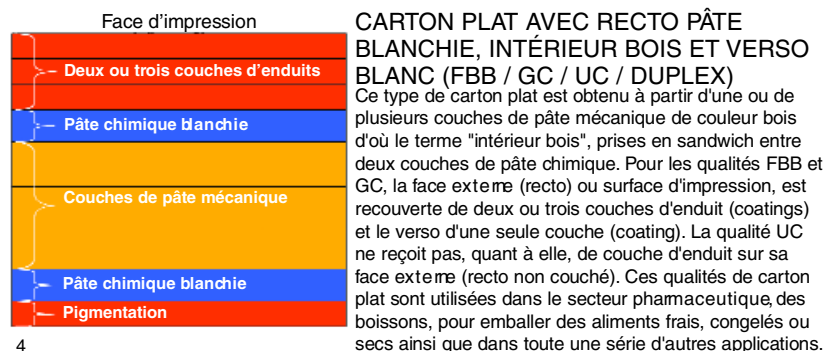 Face d'impression
Deux ou trois couches d'enduits
Pâte chimique blanchie
Couches de pâte mécanique
Pâte chimique blanchie
Pigmentation
4
CARTON PLAT AVEC RECTO PÂTE
BLANCHIE, INTÉRIEUR BOIS ET VERSO
BLANC (FBB / GC / UC / DUPLEX)
Ce type de carton plat est obtenu à partir d'une ou de
plusieurs couches de pâte mécanique de couleur bois
d'où le terme "intérieur bois", prises en sandwich entre
deux couches de pâte chimique. Pour les qualités FBB et
GC, la face externe (recto) ou surface d'impression, est
recouverte de deux ou trois couches d'enduit (coatings)
et le verso d'une seule couche (coating). La qualité UC
ne reçoit pas, quant à elle, de couche d'enduit sur sa
face externe (recto non couché). Ces qualités de carton
plat sont utilisées dans le secteur pharmaceutique, des
boissons, pour emballer des aliments frais, congelés ou
secs ainsi que dans toute une série d'autres applications.